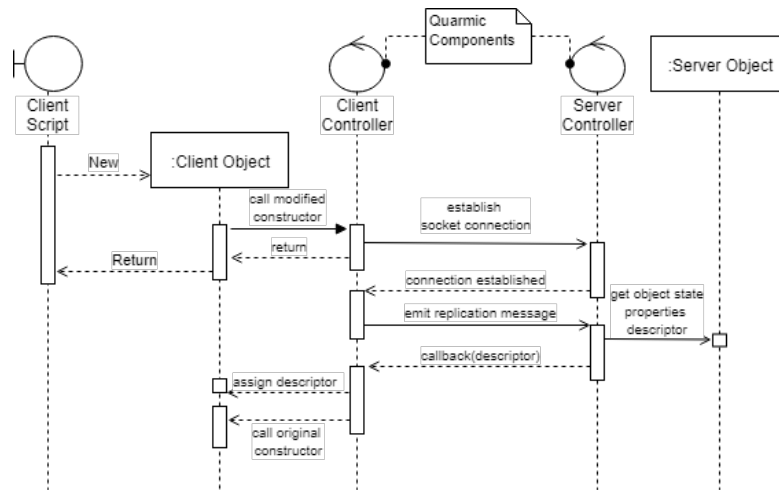 Quarmic
Components
:Server Object
Client
Script
Client
Controller
Server
Controller
New
:Client Object
call modified
constructor
establish
socket connection
return
Return
connection established
get object state
properties
descriptor
emit replication message
callback(descriptor)
assign descriptor
call original
constructor